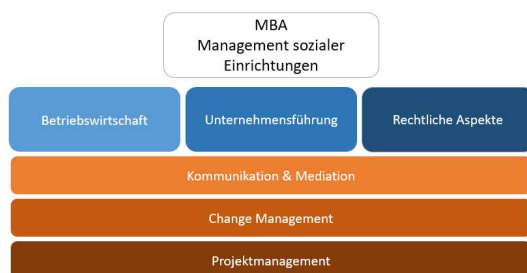 MBA
Management sozialer
Einrichtungen
Betriebswirtschaft
Unternehmensführung
Rechtliche Aspekte
Kommunikation & Mediation
Change Management
Projektmanagement